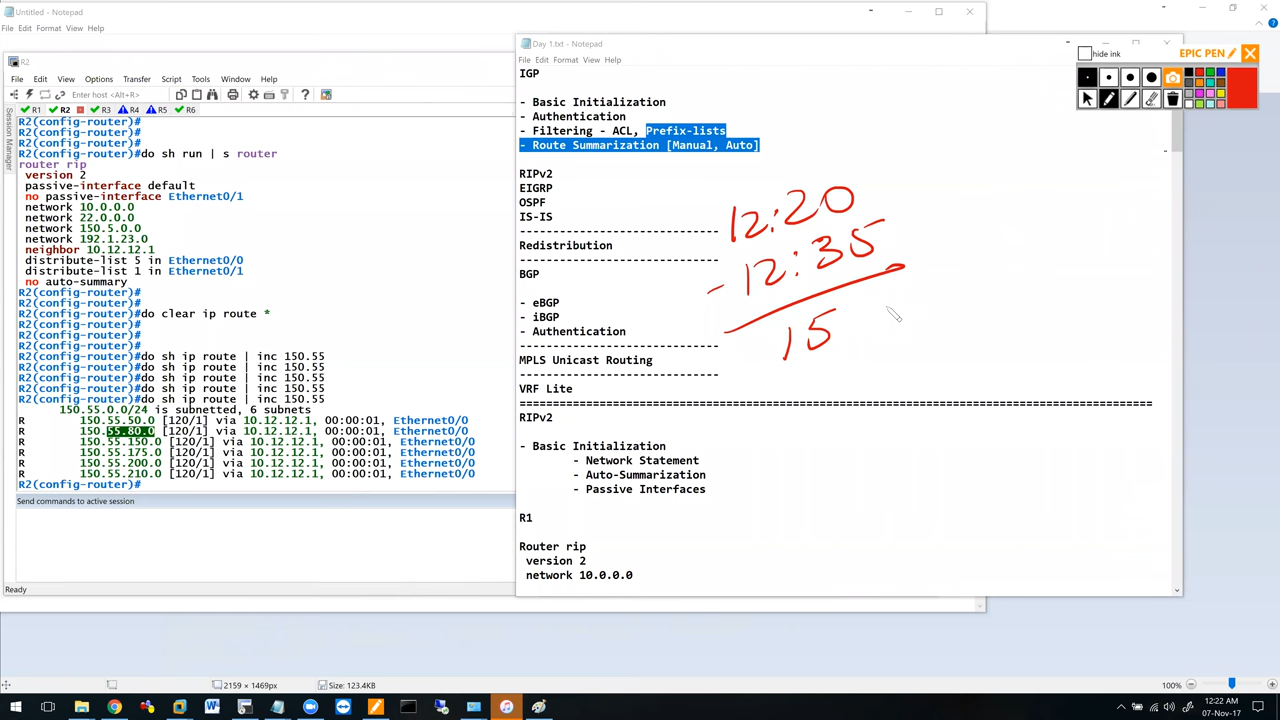 Untitled - Notepad
File Edit Format View Help
R2
File Edit View Options Transfer Script Tools Window Help
Enter host <Alt+R>
R1 R2 R3 R4 R5 R6
Session Manager
R2(config-router)#
R2(config-router)#
R2(config-router)#
R2(config-router)#do sh run | s router
router rip
version 2
passive-interface default
no passive-interface Ethernet0/1
network 10.0.0.0
network 22.0.0.0
network 150.5.0.0
network 192.1.23.0
neighbor 10.12.12.1
distribute-list 5 in Ethernet0/0
distribute-list 1 in Ethernet0/1
no auto-summary
R2(config-router)#
R2(config-router)#
R2(config-router)#do clear ip route *
R2(config-router)#
R2(config-router)#
R2(config-router)#
R2(config-router)#do sh ip route | inc 150.55
R2(config-router)#do sh ip route | inc 150.55
R2(config-router)#do sh ip route | inc 150.55
R2(config-router)#do sh ip route | inc 150.55
R2(config-router)#do sh ip route | inc 150.55
150.55.0.0/24 is subnetted, 6 subnets
R 150.55.50.0 [120/1] via 10.12.12.1, 00:00:01, Ethernet0/0
R 150.55.80.0 [120/1] via 10.12.12.1, 00:00:01, Ethernet0/0
R 150.55.150.0 [120/1] via 10.12.12.1, 00:00:01, Ethernet0/0
R 150.55.175.0 [120/1] via 10.12.12.1, 00:00:01, Ethernet0/0
R 150.55.200.0 [120/1] via 10.12.12.1, 00:00:01, Ethernet0/0
R 150.55.210.0 [120/1] via 10.12.12.1, 00:00:01, Ethernet0/0
R2(config-router)#
Send commands to active session
Ready
Day 1.txt - Notepad
File Edit Format View Help
IGP
- Basic Initialization
- Authentication
- Filtering - ACL, Prefix-lists
- Route Summarization [Manual, Auto]
RIPv2
EIGRP
OSPF
IS-IS
----------------------------
Redistribution
----------------------------
BGP
- eBGP
- iBGP
- Authentication
----------------------------
MPLS Unicast Routing
----------------------------
VRF Lite
========================================================================================
RIPv2
- Basic Initialization
- Network Statement
- Auto-Summarization
- Passive Interfaces
R1
Router rip
version 2
network 10.0.0.0
12:20
- 12:35
15
hide ink
EPIC PEN
2159 × 1469px
Size: 123.4KB
100%
12:22 AM
07-Nov-17